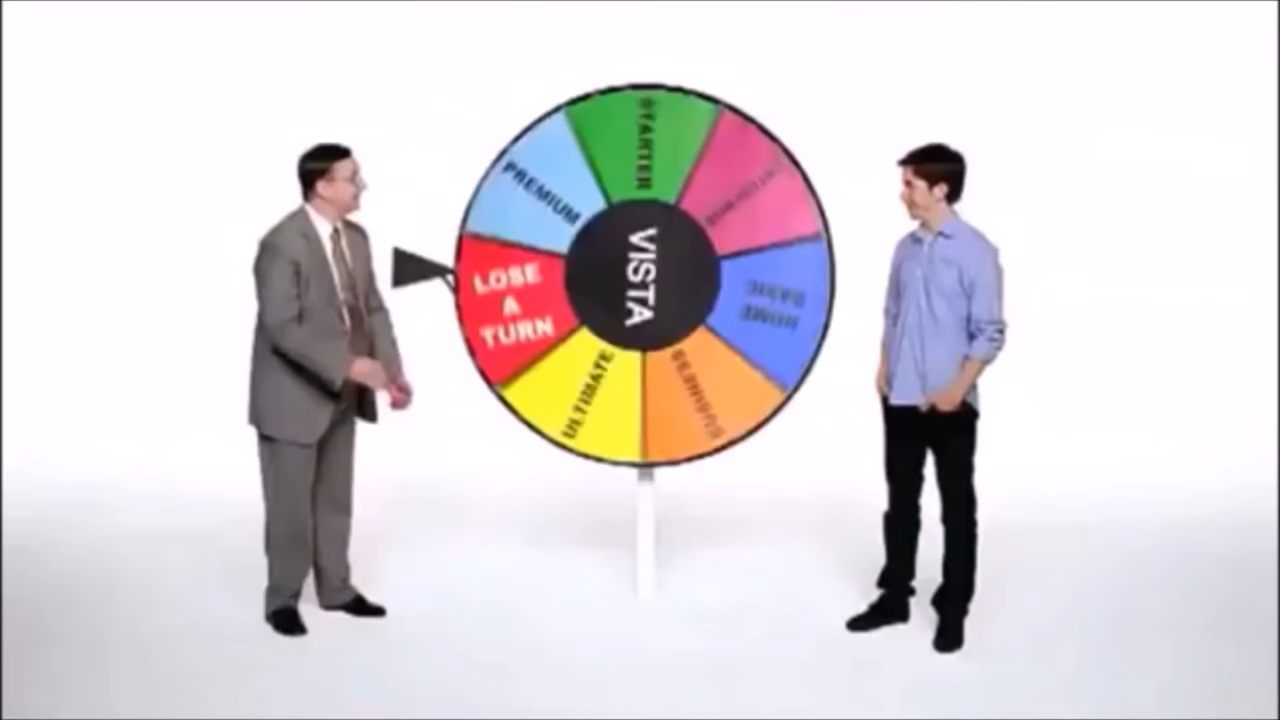 STARTER
PREMIUM
LOSE
A
TURN
VISTA
HOME
BASIC
ULTIMATE
BUSINESS